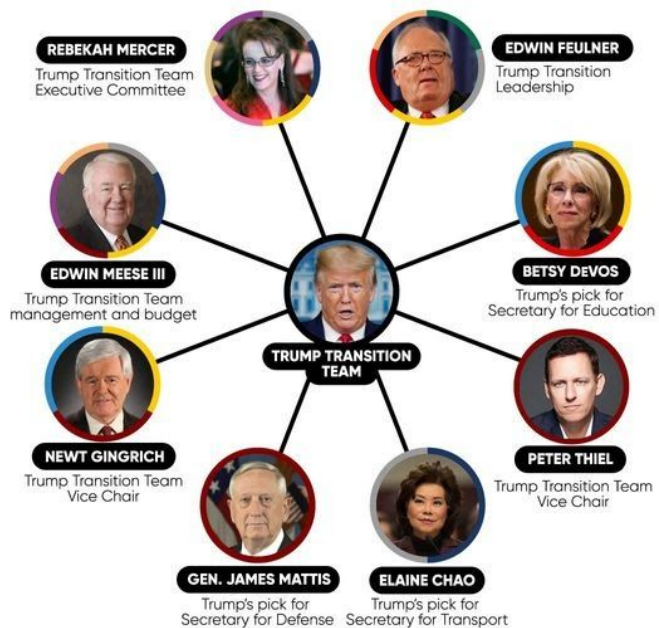 REBEKAH MERCER
Trump Transition Team
Executive Committee
EDWIN FEULNER
Trump Transition
Leadership
EDWIN MEESE III
Trump Transition Team
management and budget
BETSY DeVOS
Trump's pick for
Secretary for Education
TRUMP TRANSITION
TEAM
NEWT GINGRICH
Trump Transition Team
Vice Chair
PETER THIEL
Trump Transition Team
Vice Chair
GEN. JAMES MATTIS
Trump's pick for
Secretary for Defense
ELAINE CHAO
Trump's pick for
Secretary for Transport